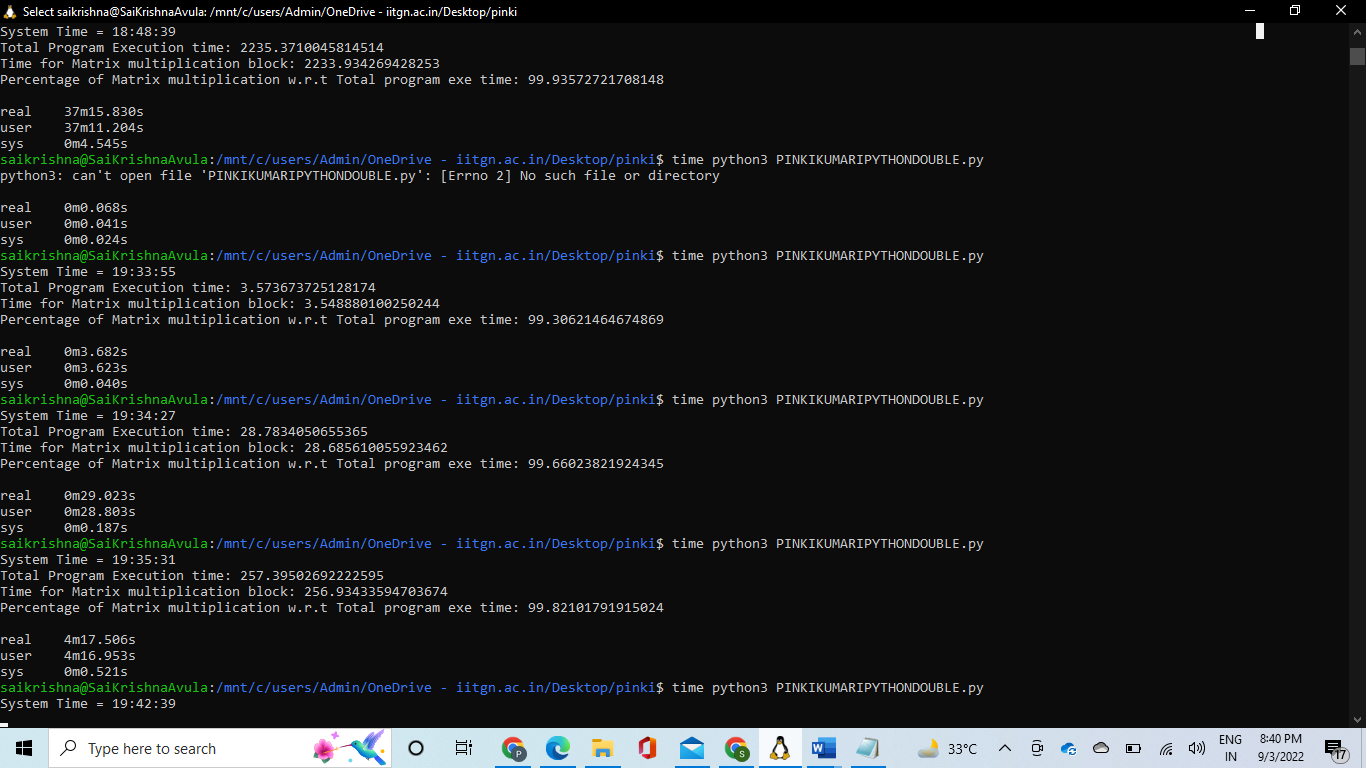 Select saikrishna@SaiKrishnaAvula: /mnt/c/users/Admin/OneDrive - iitgn.ac.in/Desktop/pinki
System Time = 18:48:39
Total Program Execution time: 2235.3710045814514
Time for Matrix multiplication block: 2233.934269428253
Percentage of Matrix multiplication w.r.t Total program exe time: 99.93572721708148
real 37m15.830s
user 37m11.204s
sys 0m4.545s
saikrishna@SaiKrishnaAvula:/mnt/c/users/Admin/OneDrive - iitgn.ac.in/Desktop/pinki$ time python3 PINKIKUMARIPYTHONDOUBLE.py
python3: can't open file 'PINKIKUMARIPYTHONDOUBLE.py': [Errno 2] No such file or directory
real 0m0.068s
user 0m0.041s
sys 0m0.024s
saikrishna@SaiKrishnaAvula:/mnt/c/users/Admin/OneDrive - iitgn.ac.in/Desktop/pinki$ time python3 PINKIKUMARIPYTHONDOUBLE.py
System Time = 19:33:55
Total Program Execution time: 3.573673725128174
Time for Matrix multiplication block: 3.548880100250244
Percentage of Matrix multiplication w.r.t Total program exe time: 99.30621464674869
real 0m3.682s
user 0m3.623s
sys 0m0.040s
saikrishna@SaiKrishnaAvula:/mnt/c/users/Admin/OneDrive - iitgn.ac.in/Desktop/pinki$ time python3 PINKIKUMARIPYTHONDOUBLE.py
System Time = 19:34:27
Total Program Execution time: 28.7834050655365
Time for Matrix multiplication block: 28.685610055923462
Percentage of Matrix multiplication w.r.t Total program exe time: 99.66023821924345
real 0m29.023s
user 0m28.803s
sys 0m0.187s
saikrishna@SaiKrishnaAvula:/mnt/c/users/Admin/OneDrive - iitgn.ac.in/Desktop/pinki$ time python3 PINKIKUMARIPYTHONDOUBLE.py
System Time = 19:35:31
Total Program Execution time: 257.39502692222595
Time for Matrix multiplication block: 256.93433594703674
Percentage of Matrix multiplication w.r.t Total program exe time: 99.82101791915024
real 4m17.506s
user 4m16.953s
sys 0m0.521s
saikrishna@SaiKrishnaAvula:/mnt/c/users/Admin/OneDrive - iitgn.ac.in/Desktop/pinki$ time python3 PINKIKUMARIPYTHONDOUBLE.py
System Time = 19:42:39
Type here to search
P
S
W
33°C
ENG
IN
8:40 PM
9/3/2022
17